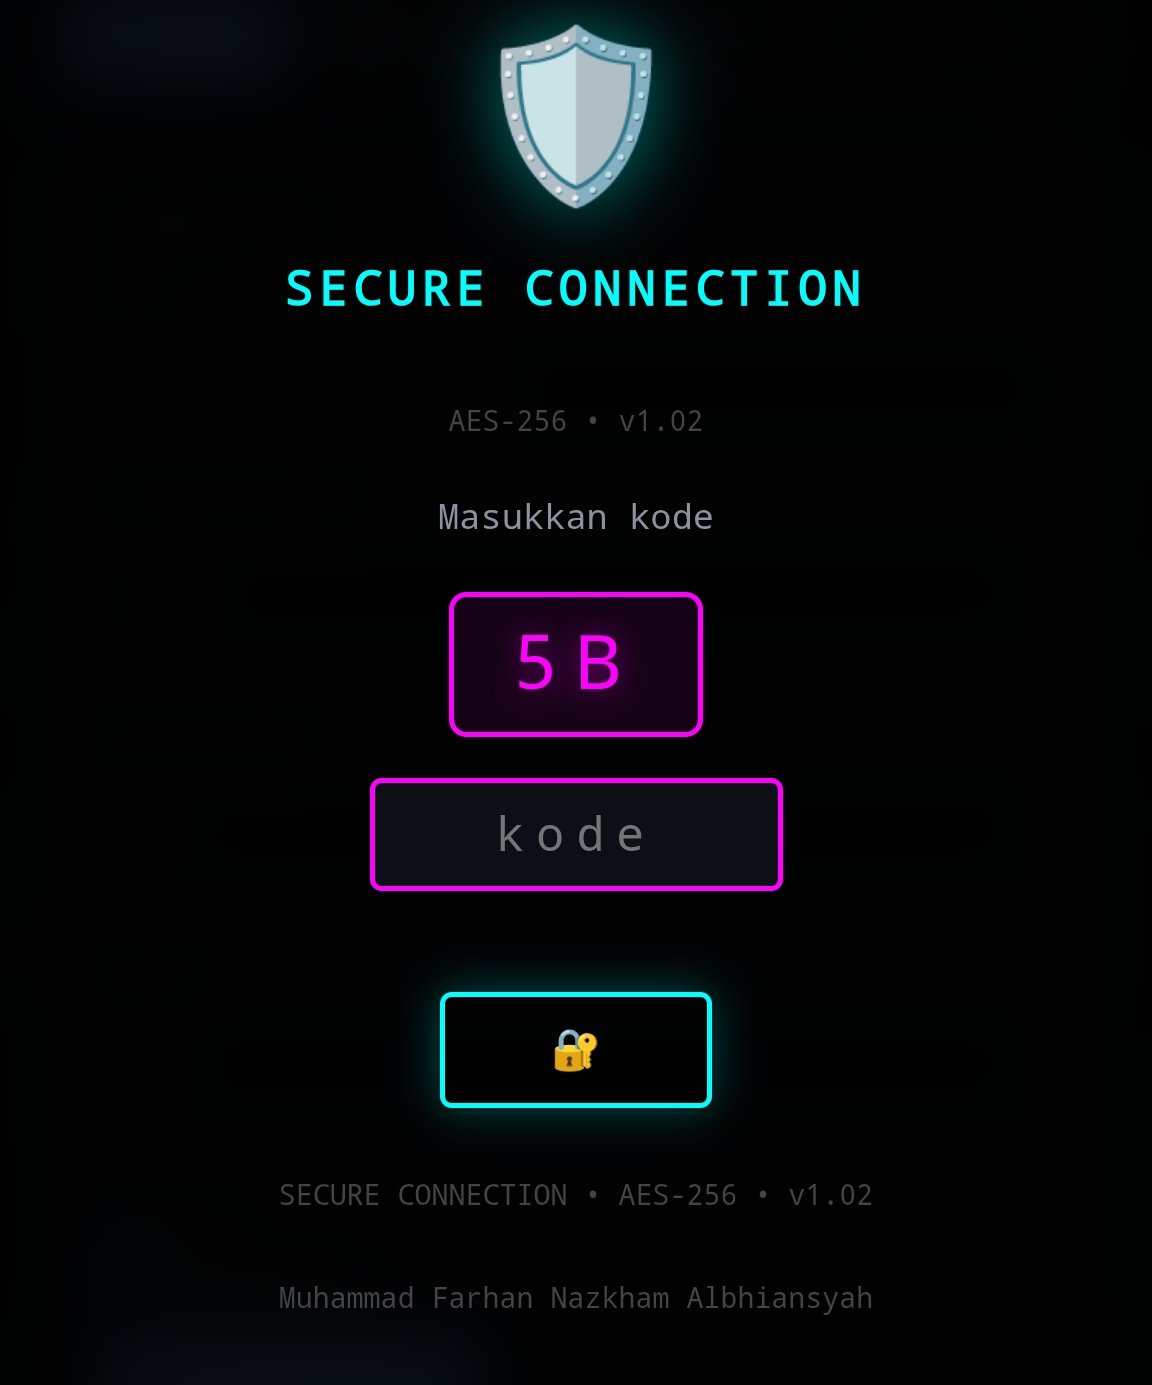 SECURE CONNECTION
AES-256 • v1.02
Masukkan kode
5B
kode
SECURE CONNECTION • AES-256 • v1.02
Muhammad Farhan Nazkham Albhiansyah